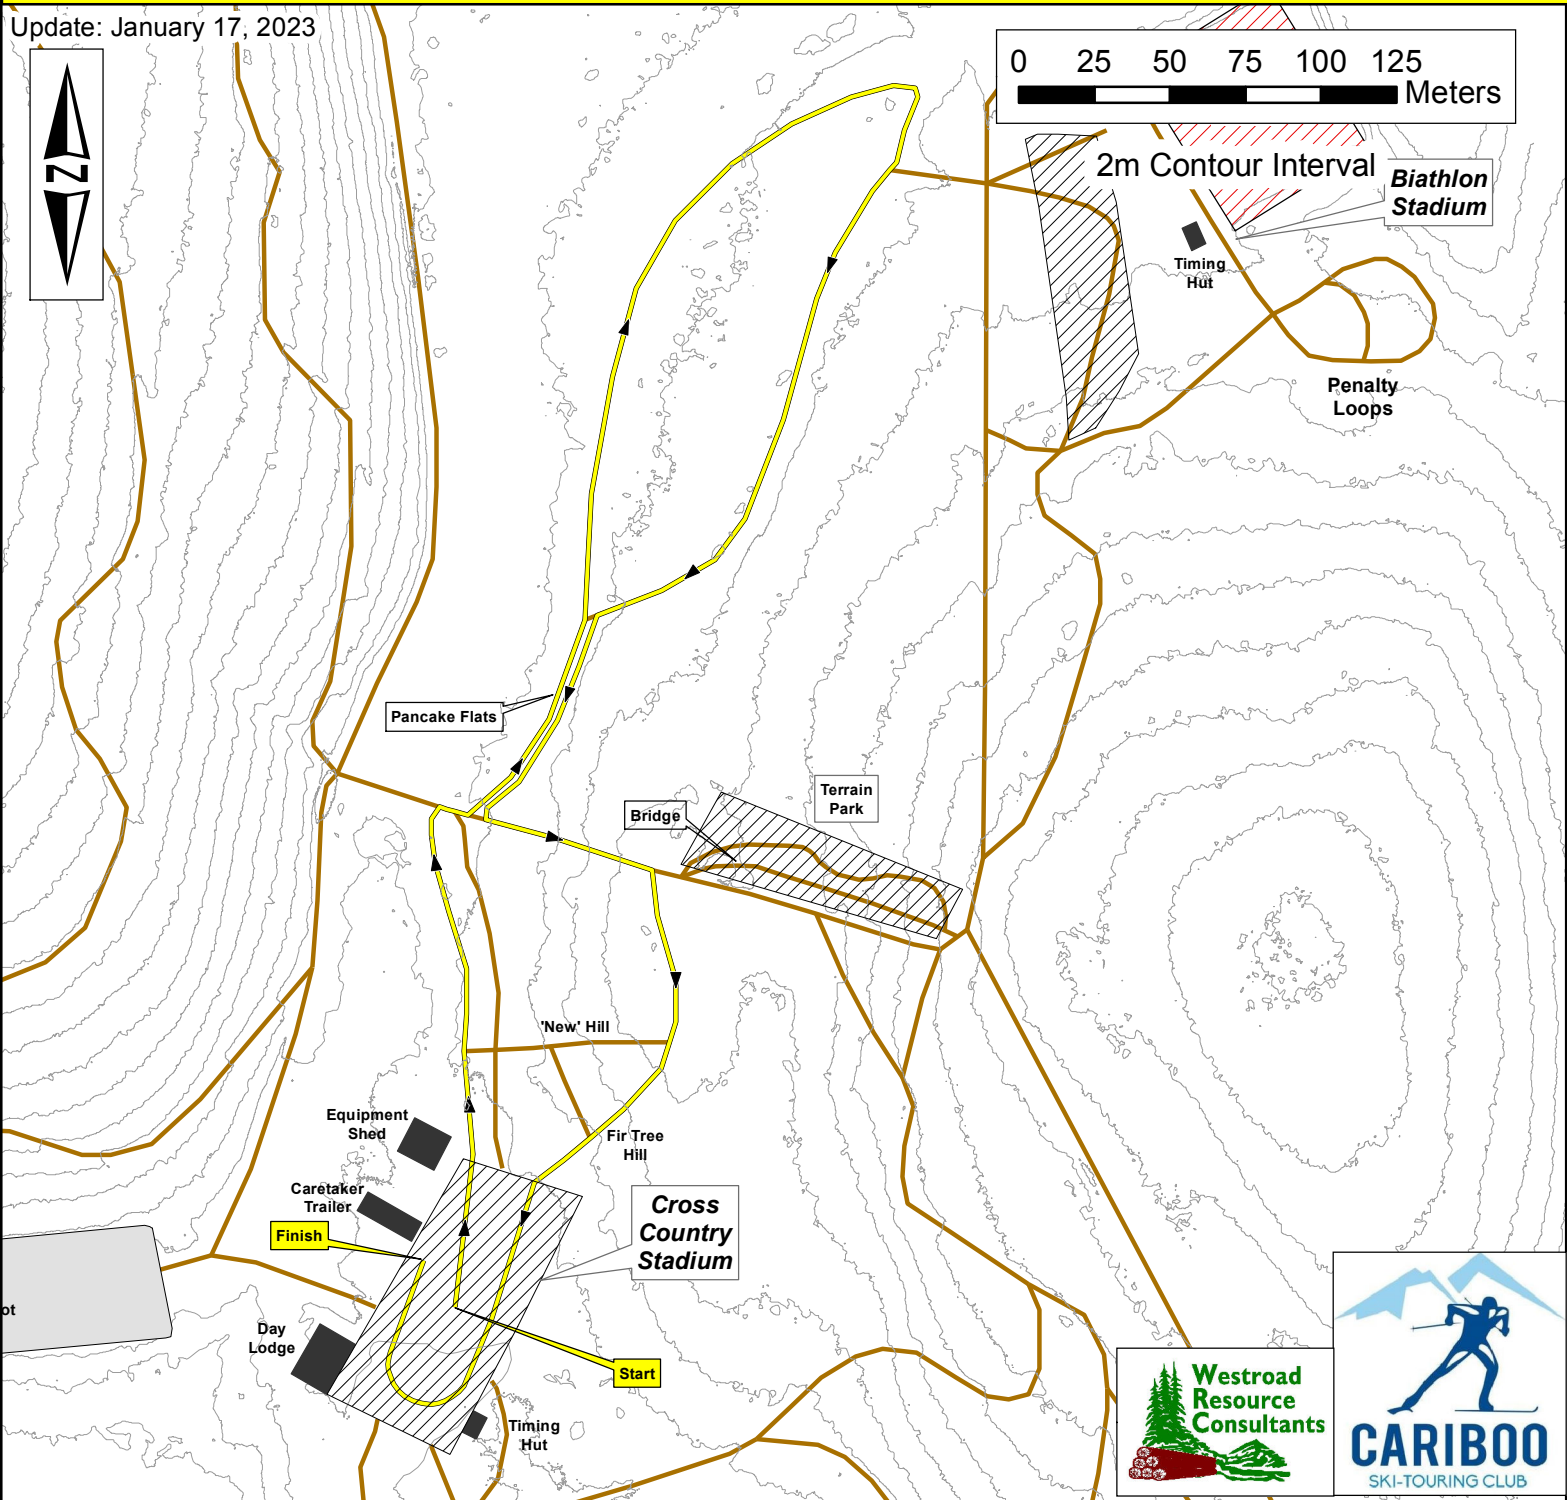 Update: January 17, 2023
0 25 50 75 100 125
Meters
N
2m Contour Interval
Biathlon
Stadium
Timing
Hut
Penalty
Loops
Pancake Flats
Terrain
Park
Bridge
'New' Hill
Equipment
Shed
Fir Tree
Hill
Caretaker
Trailer
Cross
Country
Stadium
Finish
ot
Day
Lodge
Start
Timing
Hut
Westroad
Resource
Consultants
CARIBOO
SKI-TOURING CLUB